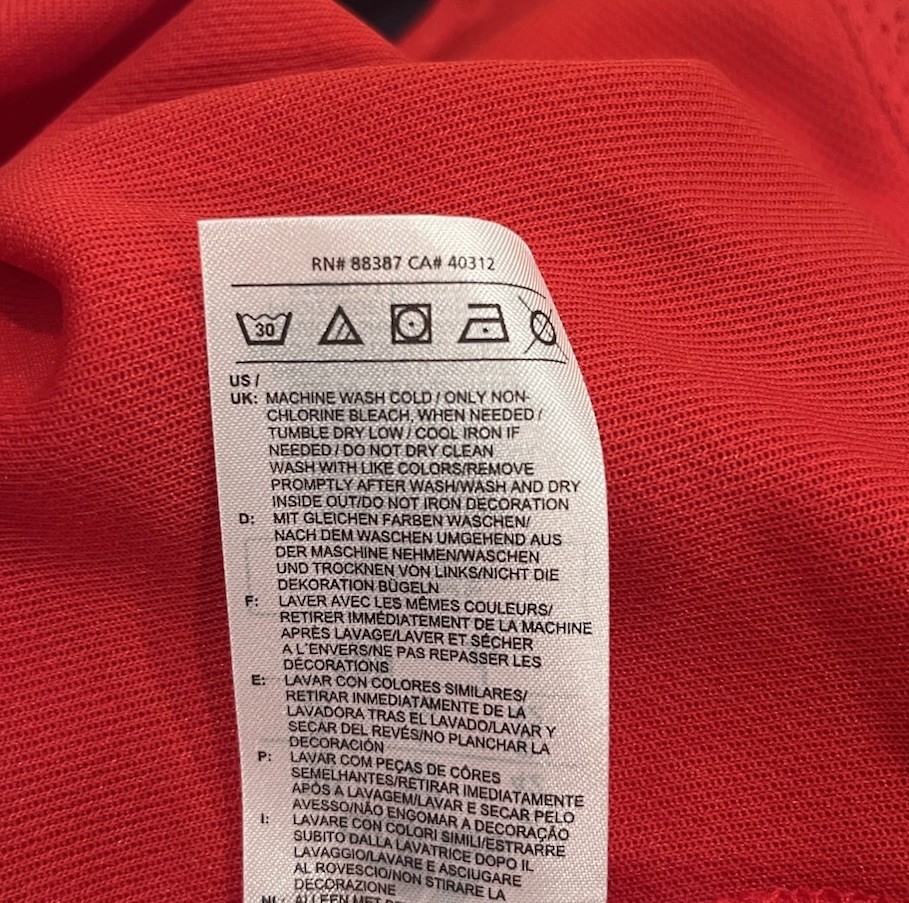 RN# 88387 CA# 40312
30
US /
UK: MACHINE WASH COLD / ONLY NON-
CHLORINE BLEACH, WHEN NEEDED /
TUMBLE DRY LOW / COOL IRON IF
NEEDED / DO NOT DRY CLEAN
WASH WITH LIKE COLORS/REMOVE
PROMPTLY AFTER WASH/WASH AND DRY
INSIDE OUT/DO NOT IRON DECORATION
D: MIT GLEICHEN FARBEN WASCHEN/
NACH DEM WASCHEN UMGEHEND AUS
DER MASCHINE NEHMEN/WASCHEN
UND TROCKNEN VON LINKS/NICHT DIE
DEKORATION BÜGELN
F: LAVER AVEC LES MÊMES COULEURS/
RETIRER IMMÉDIATEMENT DE LA MACHINE
APRÈS LAVAGE/LAVER ET SÉCHER
A L'ENVERS/NE PAS REPASSER LES
DÉCORATIONS
E: LAVAR CON COLORES SIMILARES/
RETIRAR INMEDIATAMENTE DE LA
LAVADORA TRAS EL LAVADO/LAVAR Y
SECAR DEL REVÉS/NO PLANCHAR LA
DECORACIÓN
P: LAVAR COM PEÇAS DE CÔRES
SEMELHANTES/RETIRAR IMEDIATAMENTE
APÓS A LAVAGEM/LAVAR E SECAR PELO
AVESSO/NÃO ENGOMAR A DECORAÇÃO
I: LAVARE CON COLORI SIMILI/ESTRARRE
SUBITO DALLA LAVATRICE DOPO IL
LAVAGGIO/LAVARE E ASCIUGARE
AL ROVESCIO/NON STIRARE LA
DECORAZIONE
NL: ALLEEN MET